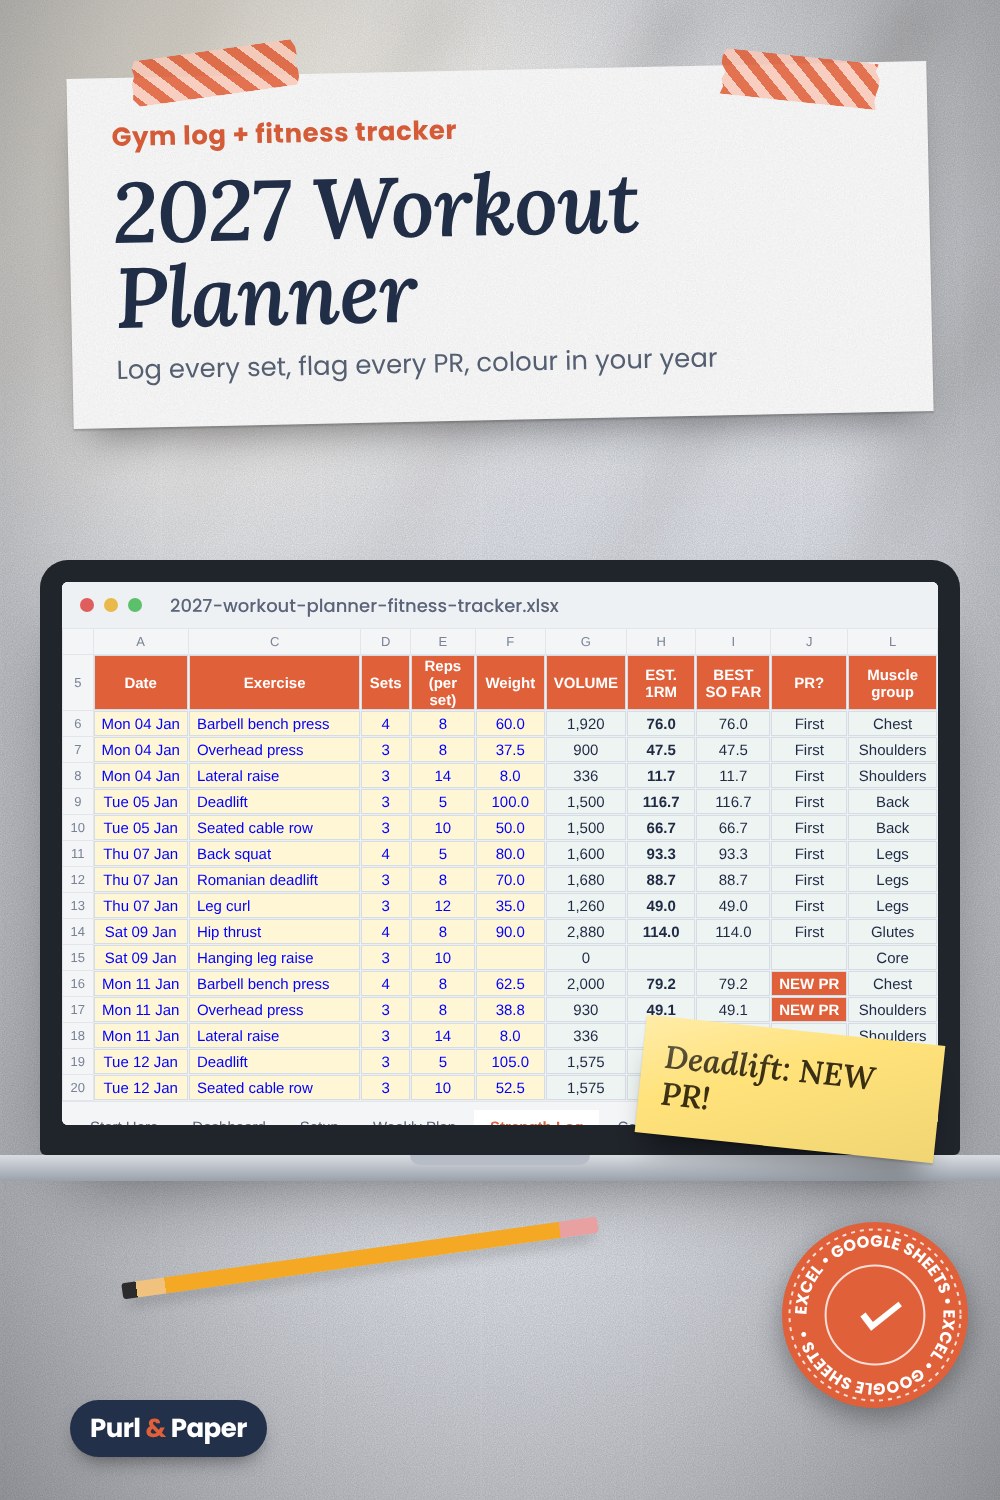 Gym log + fitness tracker
2027 Workout
Planner
Log every set, flag every PR, colour in your year
2027-workout-planner-fitness-tracker.xlsx
A C D E F G H I J L
5 Date Exercise Sets Reps (per set) Weight VOLUME EST. 1RM BEST SO FAR PR? Muscle group
6 Mon 04 Jan Barbell bench press 4 8 60.0 1,920 76.0 76.0 First Chest
7 Mon 04 Jan Overhead press 3 8 37.5 900 47.5 47.5 First Shoulders
8 Mon 04 Jan Lateral raise 3 14 8.0 336 11.7 11.7 First Shoulders
9 Tue 05 Jan Deadlift 3 5 100.0 1,500 116.7 116.7 First Back
10 Tue 05 Jan Seated cable row 3 10 50.0 1,500 66.7 66.7 First Back
11 Thu 07 Jan Back squat 4 5 80.0 1,600 93.3 93.3 First Legs
12 Thu 07 Jan Romanian deadlift 3 8 70.0 1,680 88.7 88.7 First Legs
13 Thu 07 Jan Leg curl 3 12 35.0 1,260 49.0 49.0 First Legs
14 Sat 09 Jan Hip thrust 4 8 90.0 2,880 114.0 114.0 First Glutes
15 Sat 09 Jan Hanging leg raise 3 10 0 Core
16 Mon 11 Jan Barbell bench press 4 8 62.5 2,000 79.2 79.2 NEW PR Chest
17 Mon 11 Jan Overhead press 3 8 38.8 930 49.1 49.1 NEW PR Shoulders
18 Mon 11 Jan Lateral raise 3 14 8.0 336 Shoulders
19 Tue 12 Jan Deadlift 3 5 105.0 1,575
20 Tue 12 Jan Seated cable row 3 10 52.5 1,575
Start Here Dashboard Setup Weekly Plan Strength Log
Deadlift: NEW
PR!
EXCEL • GOOGLE SHEETS • EXCEL • GOOGLE SHEETS •
Purl & Paper